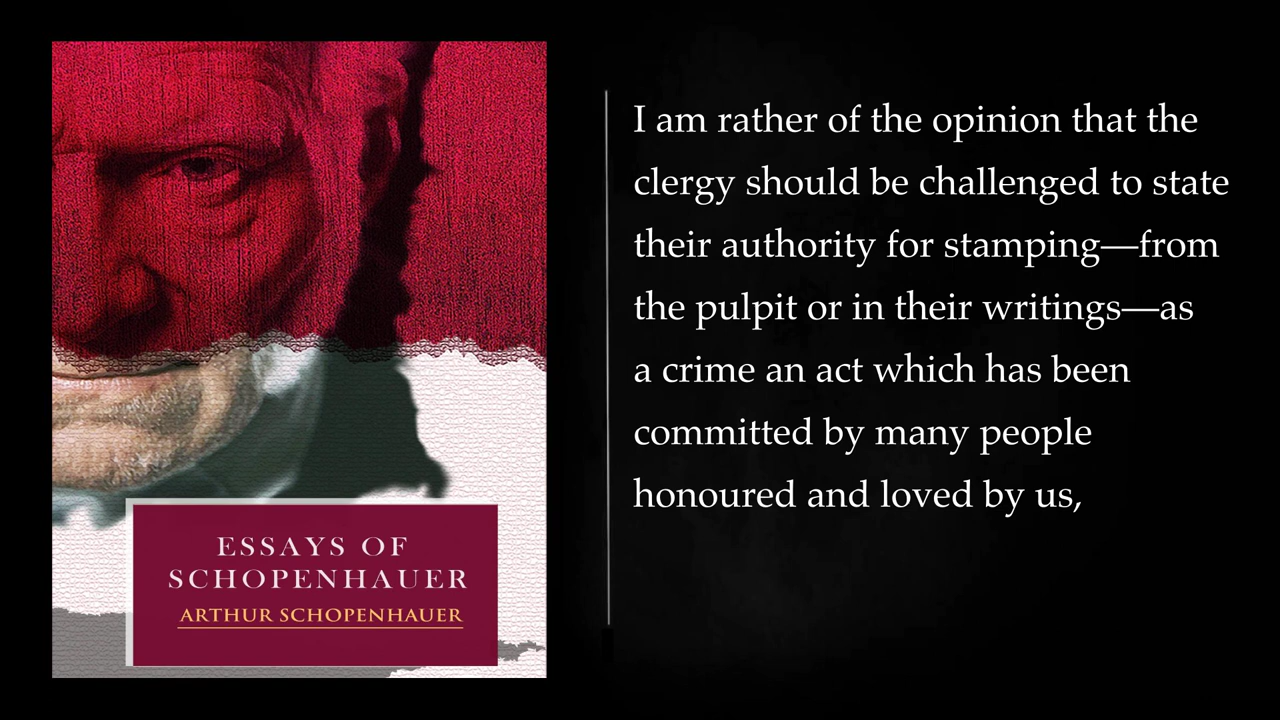 ESSAYS OF
SCHOPENHAUER
ARTHUR SCHOPENHAUER
I am rather of the opinion that the
clergy should be challenged to state
their authority for stamping—from
the pulpit or in their writings—as
a crime an act which has been
committed by many people
honoured and loved by us,